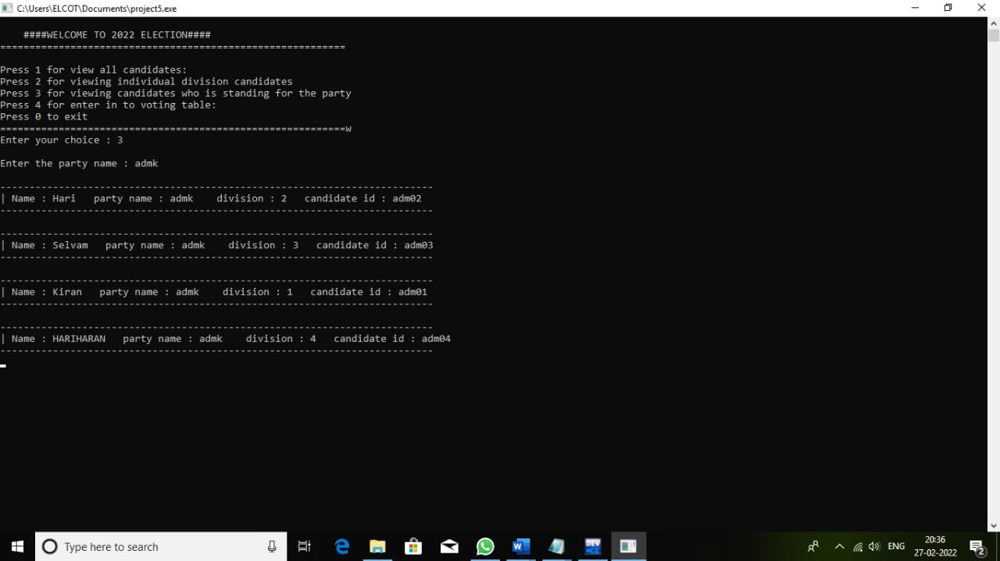 C:\Users\ELCOT\Documents\project5.exe
####WELCOME TO 2022 ELECTION####
===========================================================
Press 1 for view all candidates:
Press 2 for viewing individual division candidates
Press 3 for viewing candidates who is standing for the party
Press 4 for enter in to voting table:
Press 0 to exit
===========================================================W
Enter your choice : 3
Enter the party name : admk
--------------------------------------------------------------------------
| Name : Hari   party name : admk    division : 2   candidate id : adm02
--------------------------------------------------------------------------
--------------------------------------------------------------------------
| Name : Selvam   party name : admk    division : 3   candidate id : adm03
--------------------------------------------------------------------------
--------------------------------------------------------------------------
| Name : Kiran   party name : admk    division : 1   candidate id : adm01
--------------------------------------------------------------------------
--------------------------------------------------------------------------
| Name : HARIHARAN   party name : admk    division : 4   candidate id : adm04
--------------------------------------------------------------------------
Type here to search
W
DEV
ENG
20:36
27-02-2022
2